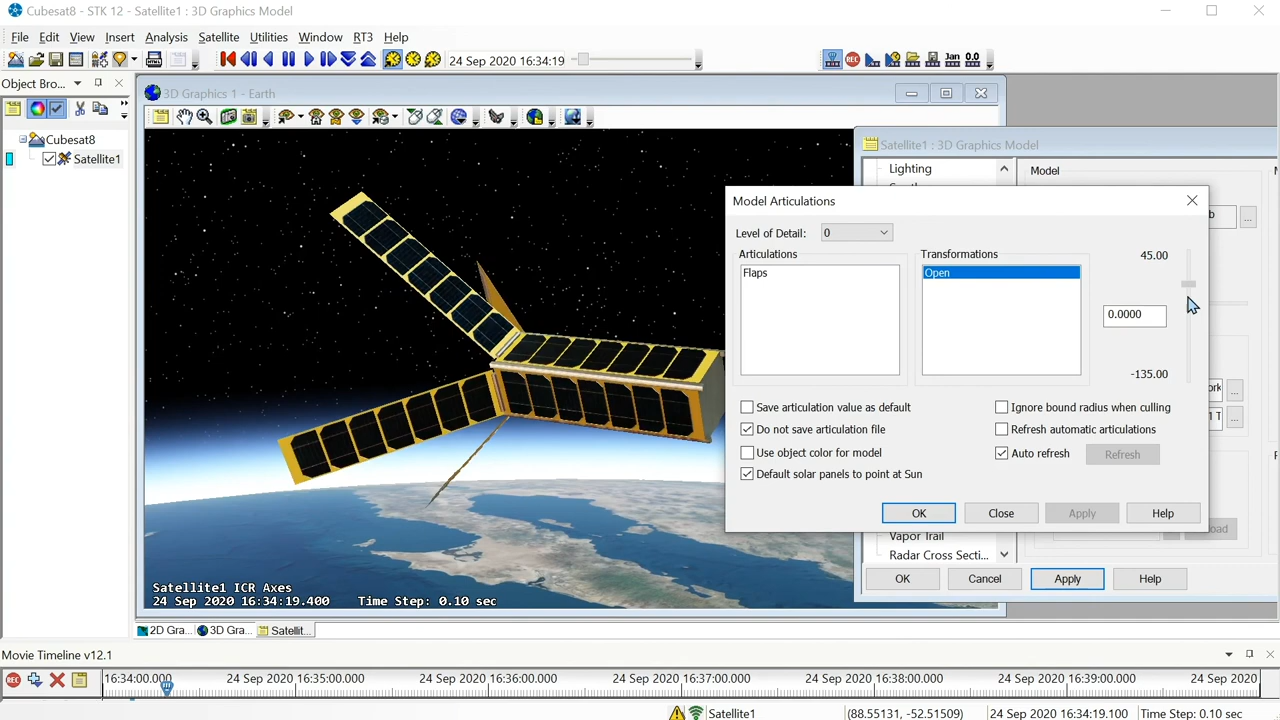 Cubesat8 - STK 12 - Satellite1 : 3D Graphics Model
File Edit View Insert Analysis Satellite Utilities Window RT3 Help
24 Sep 2020 16:34:19
REC
Jan 0.0
Object Bro...
3D Graphics 1 - Earth
Cubesat8
Satellite1
Satellite1 : 3D Graphics Model
Lighting
Model
Model Articulations
Level of Detail: 0
Articulations
Flaps
Transformations
Open
45.00
0.0000
-135.00
Save articulation value as default
Do not save articulation file
Use object color for model
Default solar panels to point at Sun
Ignore bound radius when culling
Refresh automatic articulations
Auto refresh Refresh
OK Close Apply Help
Vapor Trail
Radar Cross Secti...
OK Cancel Apply Help
Satellite1 ICR Axes
24 Sep 2020 16:34:19.400 Time Step: 0.10 sec
2D Gra... 3D Gra... Satellit...
Movie Timeline v12.1
REC
16:34:00.000 24 Sep 2020 16:35:00.000 24 Sep 2020 16:36:00.000 24 Sep 2020 16:37:00.000 24 Sep 2020 16:38:00.000 24 Sep 2020 16:39:00.000 24 Sep 2020
Satellite1 (88.55131, -52.51509) 24 Sep 2020 16:34:19.100 Time Step: 0.10 sec